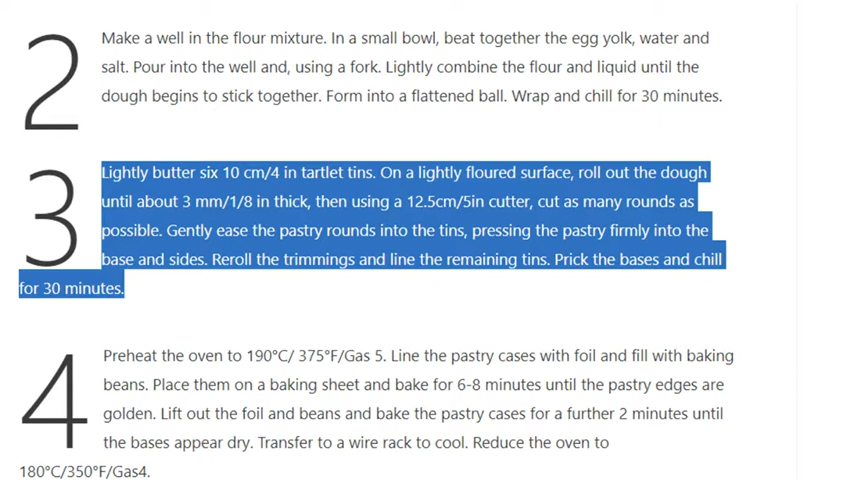 2
Make a well in the flour mixture. In a small bowl, beat together the egg yolk, water and
salt. Pour into the well and, using a fork. Lightly combine the flour and liquid until the
dough begins to stick together. Form into a flattened ball. Wrap and chill for 30 minutes.
3
Lightly butter six 10 cm/4 in tartlet tins. On a lightly floured surface, roll out the dough
until about 3 mm/1/8 in thick, then using a 12.5cm/5in cutter, cut as many rounds as
possible. Gently ease the pastry rounds into the tins, pressing the pastry firmly into the
base and sides. Reroll the trimmings and line the remaining tins. Prick the bases and chill
for 30 minutes.
4
Preheat the oven to 190°C/ 375°F/Gas 5. Line the pastry cases with foil and fill with baking
beans. Place them on a baking sheet and bake for 6-8 minutes until the pastry edges are
golden. Lift out the foil and beans and bake the pastry cases for a further 2 minutes until
the bases appear dry. Transfer to a wire rack to cool. Reduce the oven to
180°C/350°F/Gas4.